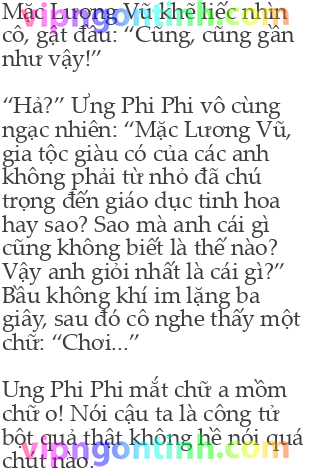 Mặc Lương Vũ khẽ liếc nhìn
vipngontinh.com
cô, gật đầu: “Cũng, cũng gần
như vậy!”
“Hả?” Ưng Phi Phi vô cùng
ngạc nhiên: “Mặc Lương Vũ,
gia tộc giàu có của các anh
không phải từ nhỏ đã chú
trọng đến giáo dục tinh hoa
hay sao? Sao mà anh cái gì
cũng không biết là thế nào?
Vậy anh giỏi nhất là cái gì?”
Bầu không khí im lặng ba
giây, sau đó cô nghe thấy một
chữ: “Chơi...”
Ung Phi Phi mắt chữ a mồm
chữ o! Nói cậu ta là công tử
bột quả thật không hề nói quá
vipngontinh.com
chút nào.